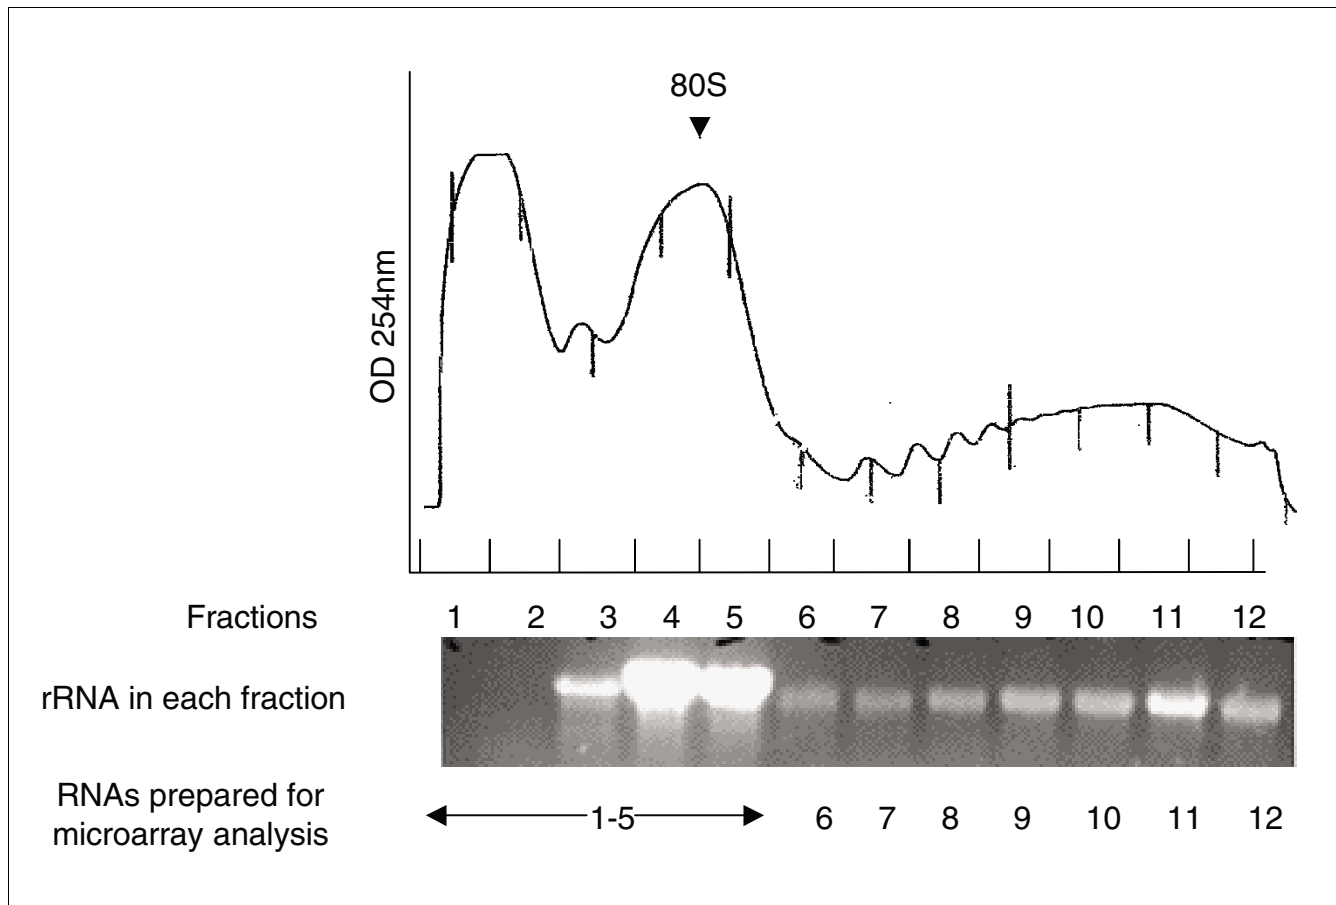 80S
OD 254nm
Fractions 1 2 3 4 5 6 7 8 9 10 11 12
rRNA in each fraction
RNAs prepared for
microarray analysis
1-5 6 7 8 9 10 11 12